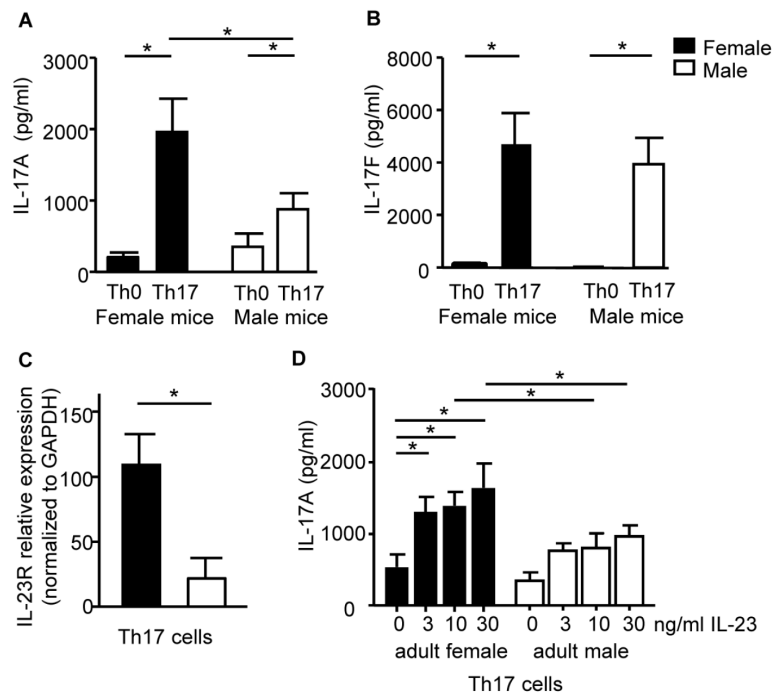 A
* * *
3000
2000
1000
0
IL-17A (pg/ml)
Th0 Th17 Th0 Th17
Female mice Male mice
B
* *
8000
6000
4000
2000
0
IL-17F (pg/ml)
Th0 Th17 Th0 Th17
Female mice Male mice
Female
Male
C
*
150
100
50
0
IL-23R relative expression
(normalized to GAPDH)
Th17 cells
D
*
*
*
*
*
3000
2000
1000
0
IL-17A (pg/ml)
0 3 10 30 0 3 10 30 ng/ml IL-23
adult female adult male
Th17 cells